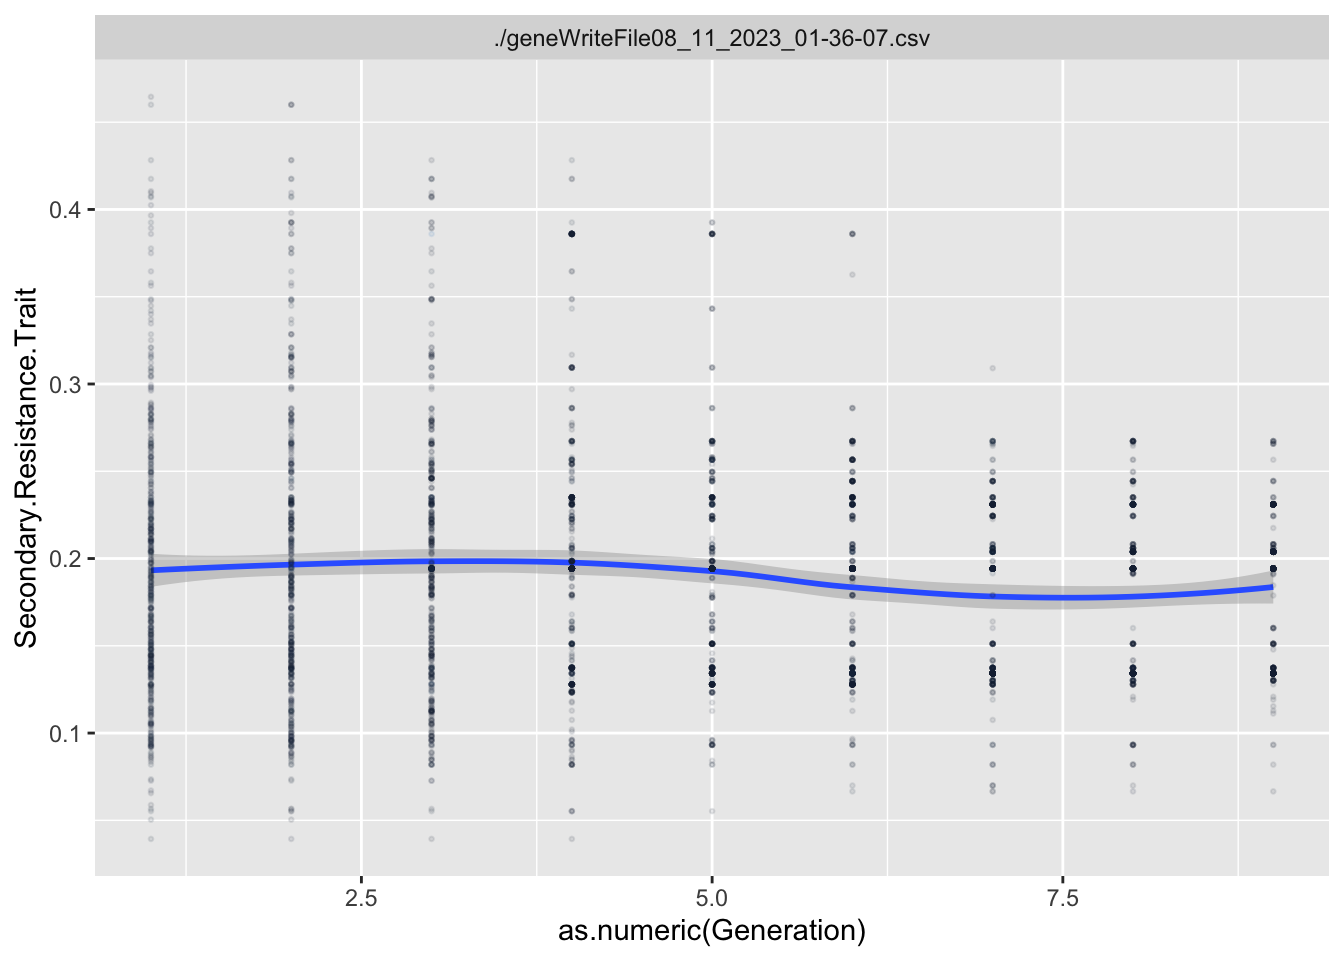 ./geneWriteFile08_11_2023_01-36-07.csv
Secondary.Resistance.Trait
0.4
0.3
0.2
0.1
2.5
5.0
7.5
as.numeric(Generation)